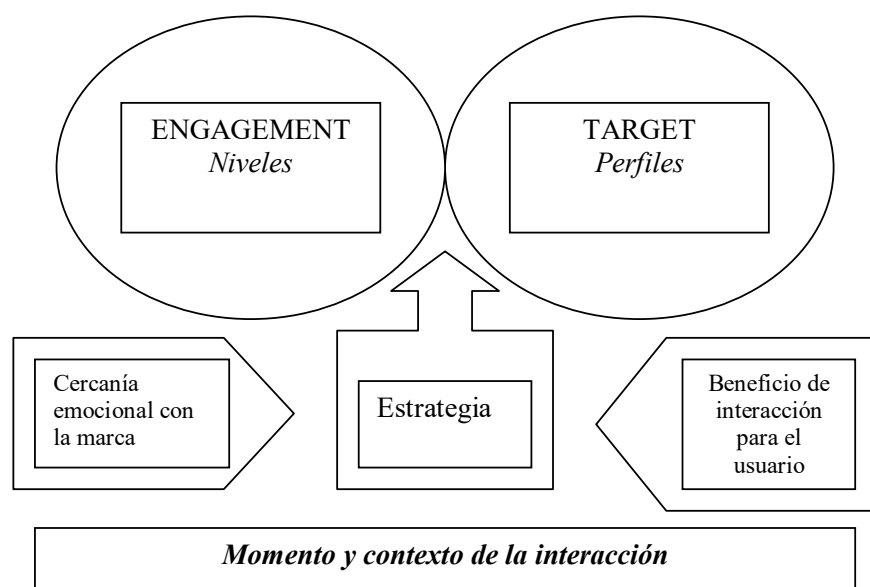 ENGAGEMENT
Niveles
TARGET
Perfiles
Cercanía
emocional con
la marca
Estrategia
Beneficio de
interacción
para el
usuario
Momento y contexto de la interacción